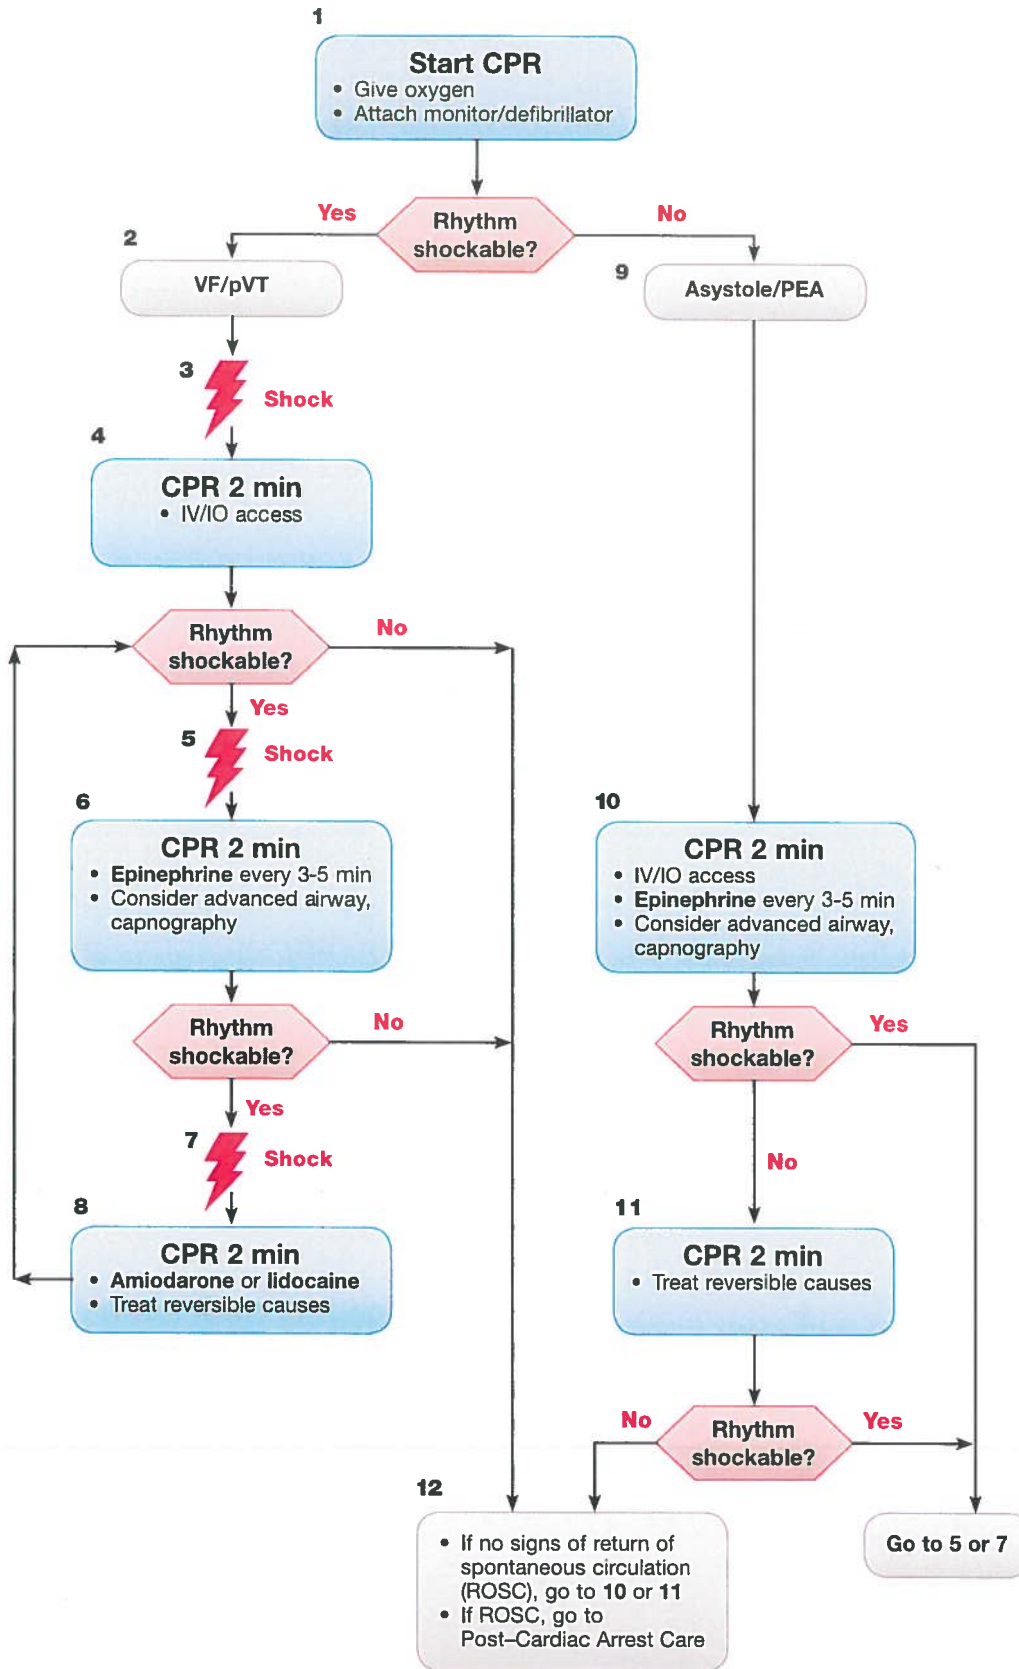 1
Start CPR
• Give oxygen
• Attach monitor/defibrillator
Rhythm
shockable?
Yes
No
2
VF/pVT
9
Asystole/PEA
3
Shock
4
CPR 2 min
• IV/IO access
Rhythm
shockable?
No
Yes
5
Shock
6
CPR 2 min
• Epinephrine every 3-5 min
• Consider advanced airway,
capnography
Rhythm
shockable?
No
Yes
7
Shock
8
CPR 2 min
• Amiodarone or lidocaine
• Treat reversible causes
10
CPR 2 min
• IV/IO access
• Epinephrine every 3-5 min
• Consider advanced airway,
capnography
Rhythm
shockable?
Yes
No
11
CPR 2 min
• Treat reversible causes
Rhythm
shockable?
No
Yes
12
• If no signs of return of
spontaneous circulation
(ROSC), go to 10 or 11
• If ROSC, go to
Post–Cardiac Arrest Care
Go to 5 or 7